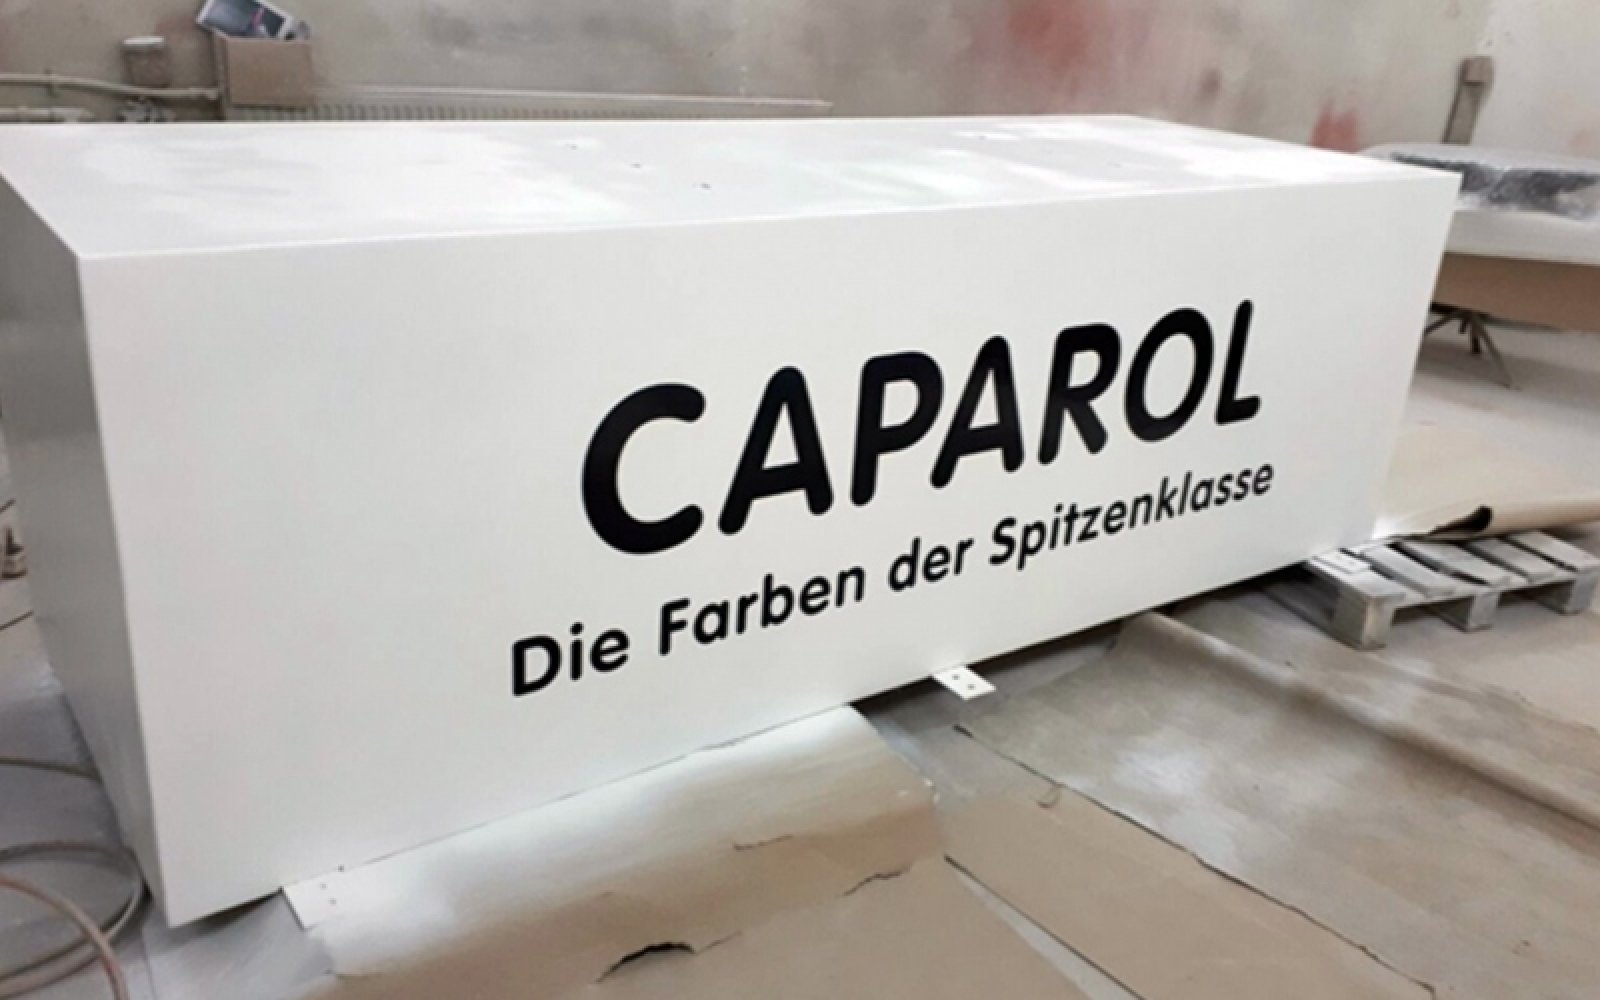 CAPAROL
Die Farben der Spitzenklasse